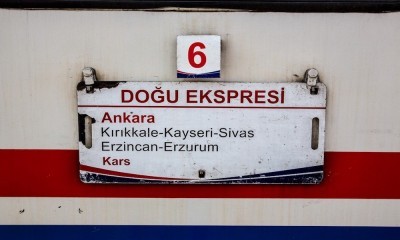 6
DOĞU EKSPRESİ
Ankara
Kırıkkale-Kayseri-Sivas
Erzincan-Erzurum
Kars